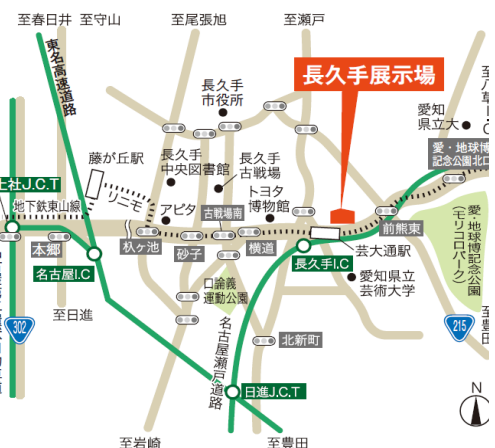 至春日井
至守山
至尾張旭
至瀬戸
東名高速道路
長久手展示場
長久手
市役所
愛知
県立大
愛・地球博
記念公園北口
藤が丘駅
長久手
中央図書館
長久手
古戦場
トヨタ
博物館
上社J.C.T
リニモ
地下鉄東山線
アピタ
古戦場南
前熊東
愛・地球博記念公園
(モリコロパーク)
本郷
杁ヶ池
砂子
横道
芸大通駅
名古屋I.C
長久手I.C
愛知県立
芸術大学
口論義
運動公園
至日進
302
名古屋瀬戸道路
北新町
215
至豊田
日進J.C.T
N
至岩崎
至豊田